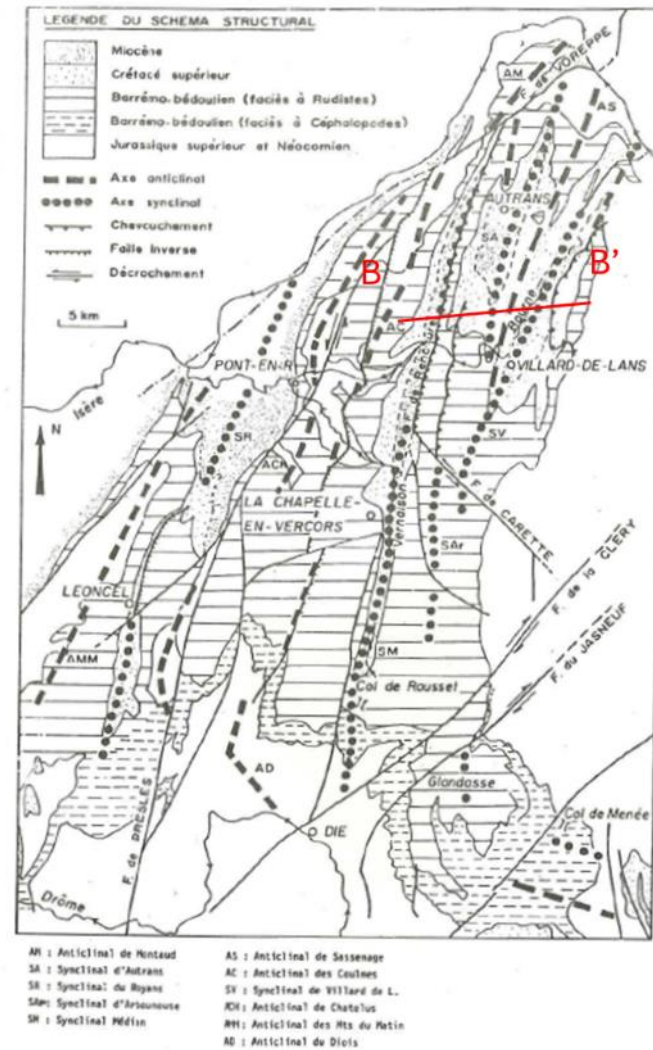 LEGENDE DU SCHEMA STRUCTURAL
Miocène
Crétacé supérieur
Barrémo-bédoulien (faciès à Rudistes)
Barrémo-bédoulien (faciès à Céphalopodes)
Jurassique supérieur et Néocomien
Axe anticlinal
Axe synclinal
Chevauchement
Faille Inverse
Décrochement
5 km
N
Isère
AM
F. de VOREPPE
AS
AUTRANS
SA
B
B'
AC
PONT-EN-R
VILLARD-DE-LANS
SR
SV
ACH
LA CHAPELLE-
EN-VERCORS
Vernaison
F. de CARETTE
SAr
F. de la CLERY
LEONCEL
F. du JASNEUF
AMM
SM
Col de Rousset
AD
Glandasse
Col de Menée
DIE
F. de
Drôme
AM : Anticlinal de Montaud
SA : Synclinal d'Autrans
SR : Synclinal du Royans
: Synclinal d'Arbounouse
SM : Synclinal Médian
AS : Anticlinal de Sassenage
AC : Anticlinal des Coulmes
SV : Synclinal de Villard de L.
ACH : Anticlinal de Chatelus
AMM : Anticlinal des Mts du Matin
AD : Anticlinal du Diois